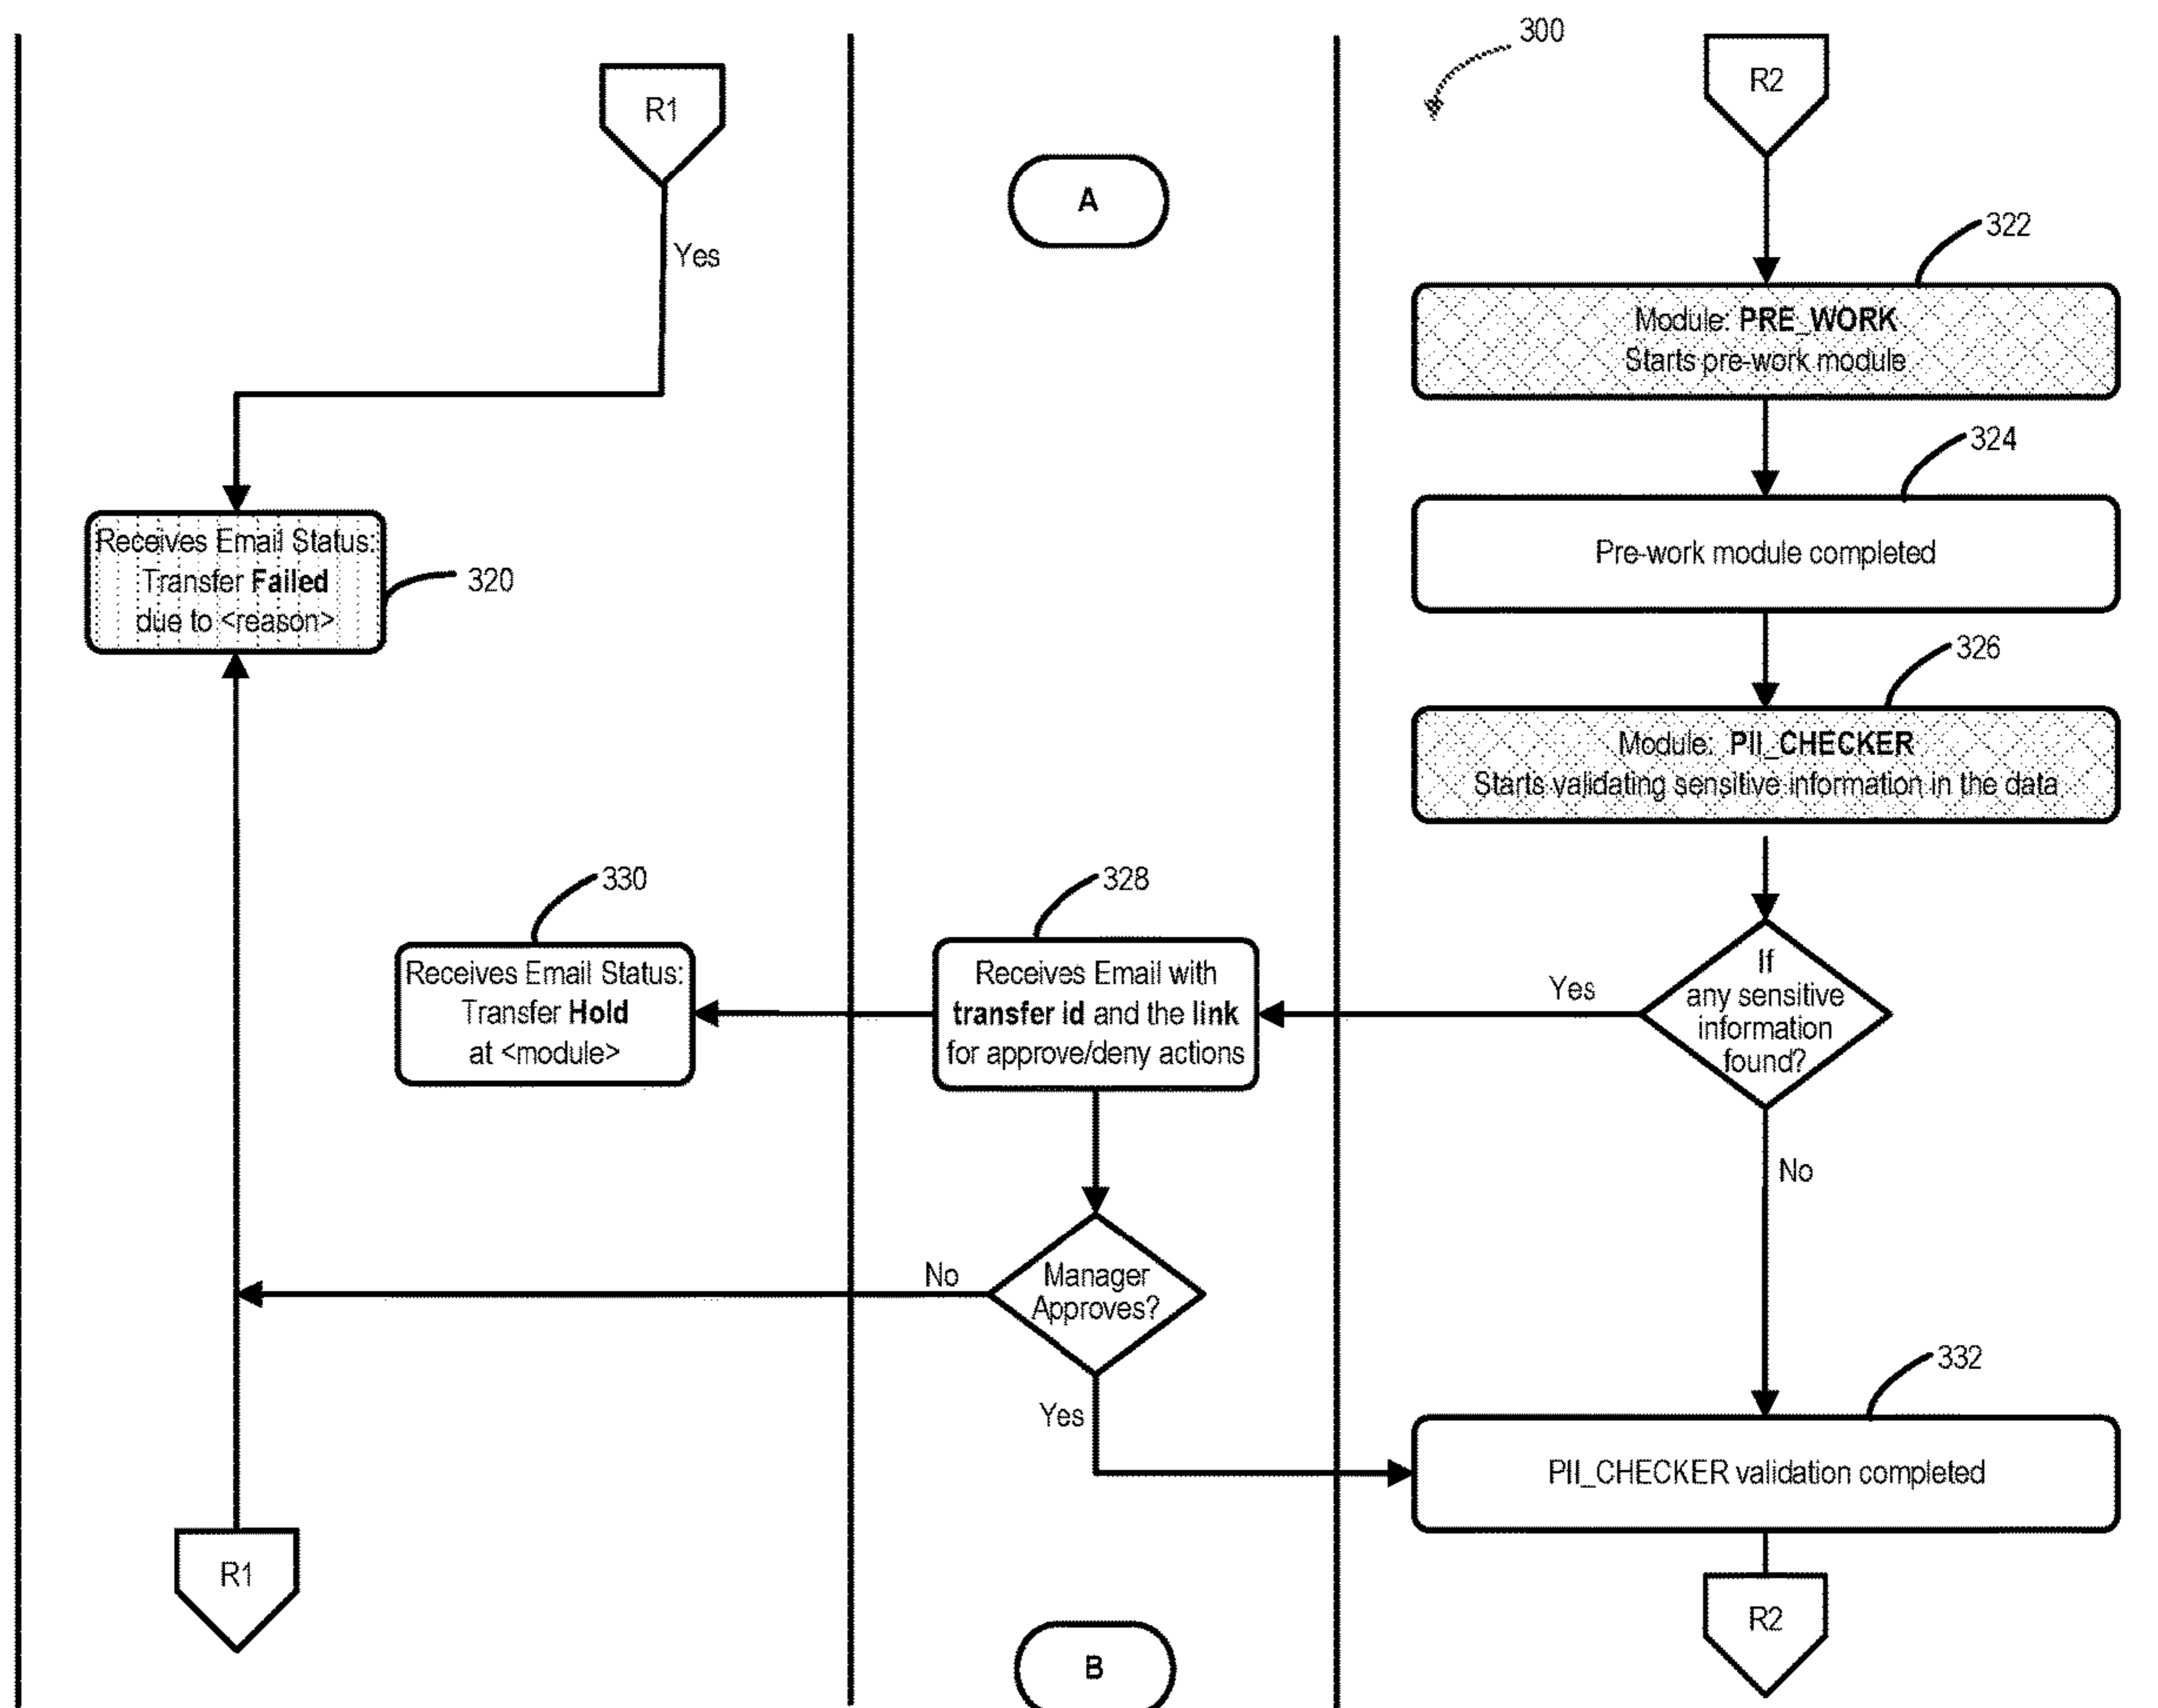 300
R2
R1
A
Yes
322
Module: PRE_WORK
Starts pre-work module
324
Pre-work module completed
Receives Email Status:
Transfer Failed
due to <reason>
320
326
Module: PII_CHECKER
Starts validating sensitive information in the data
330
Receives Email Status:
Transfer Hold
at <module>
328
Receives Email with
transfer id and the link
for approve/deny actions
Yes
If
any sensitive
information
found?
No
No
Manager
Approves?
Yes
332
PII_CHECKER validation completed
R1
R2
B